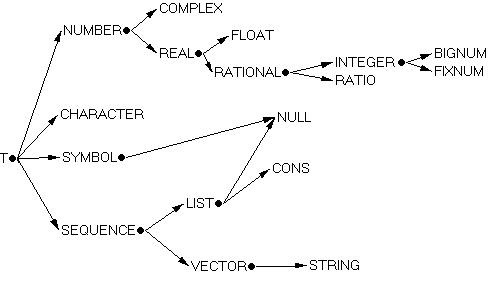 COMPLEX
NUMBER
FLOAT
REAL
BIGNUM
INTEGER
RATIONAL
FIXNUM
RATIO
CHARACTER
NULL
T
SYMBOL
CONS
LIST
SEQUENCE
VECTOR
STRING